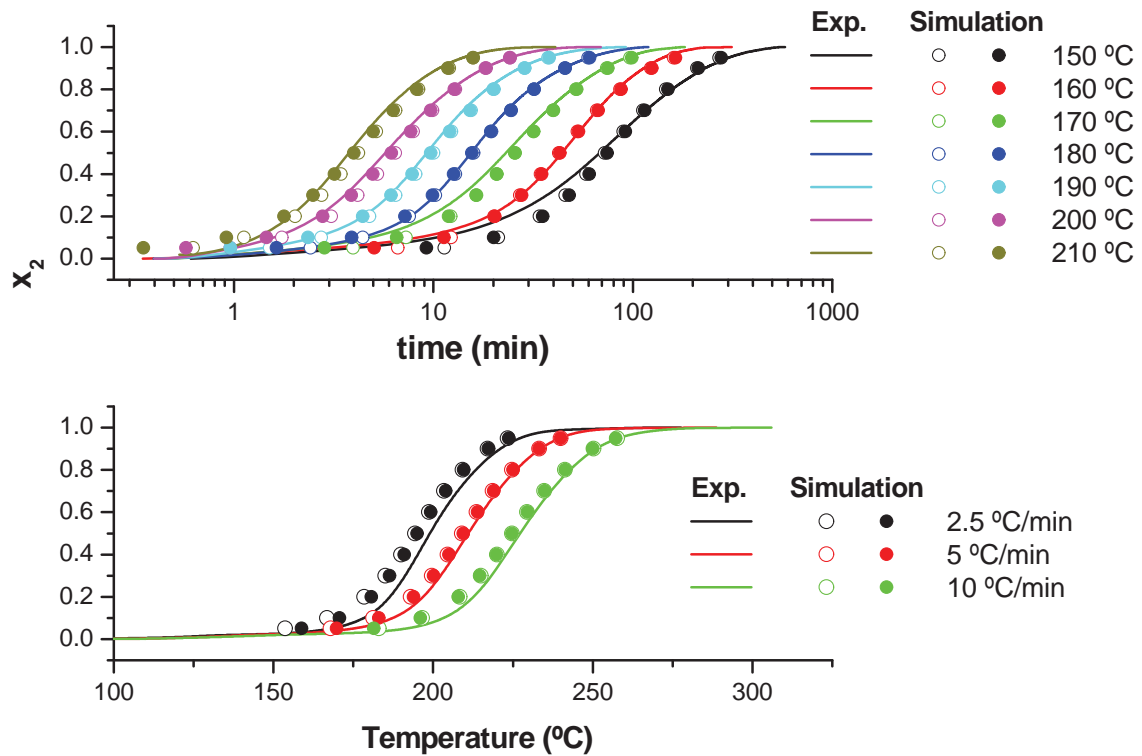 Exp. Simulation
150 ºC
160 ºC
170 ºC
180 ºC
190 ºC
200 ºC
210 ºC
1.0
0.8
0.6
0.4
0.2
0.0
x2
1 10 100 1000
time (min)
1.0
0.8
0.6
0.4
0.2
0.0
Exp. Simulation
2.5 ºC/min
5 ºC/min
10 ºC/min
100 150 200 250 300
Temperature (ºC)